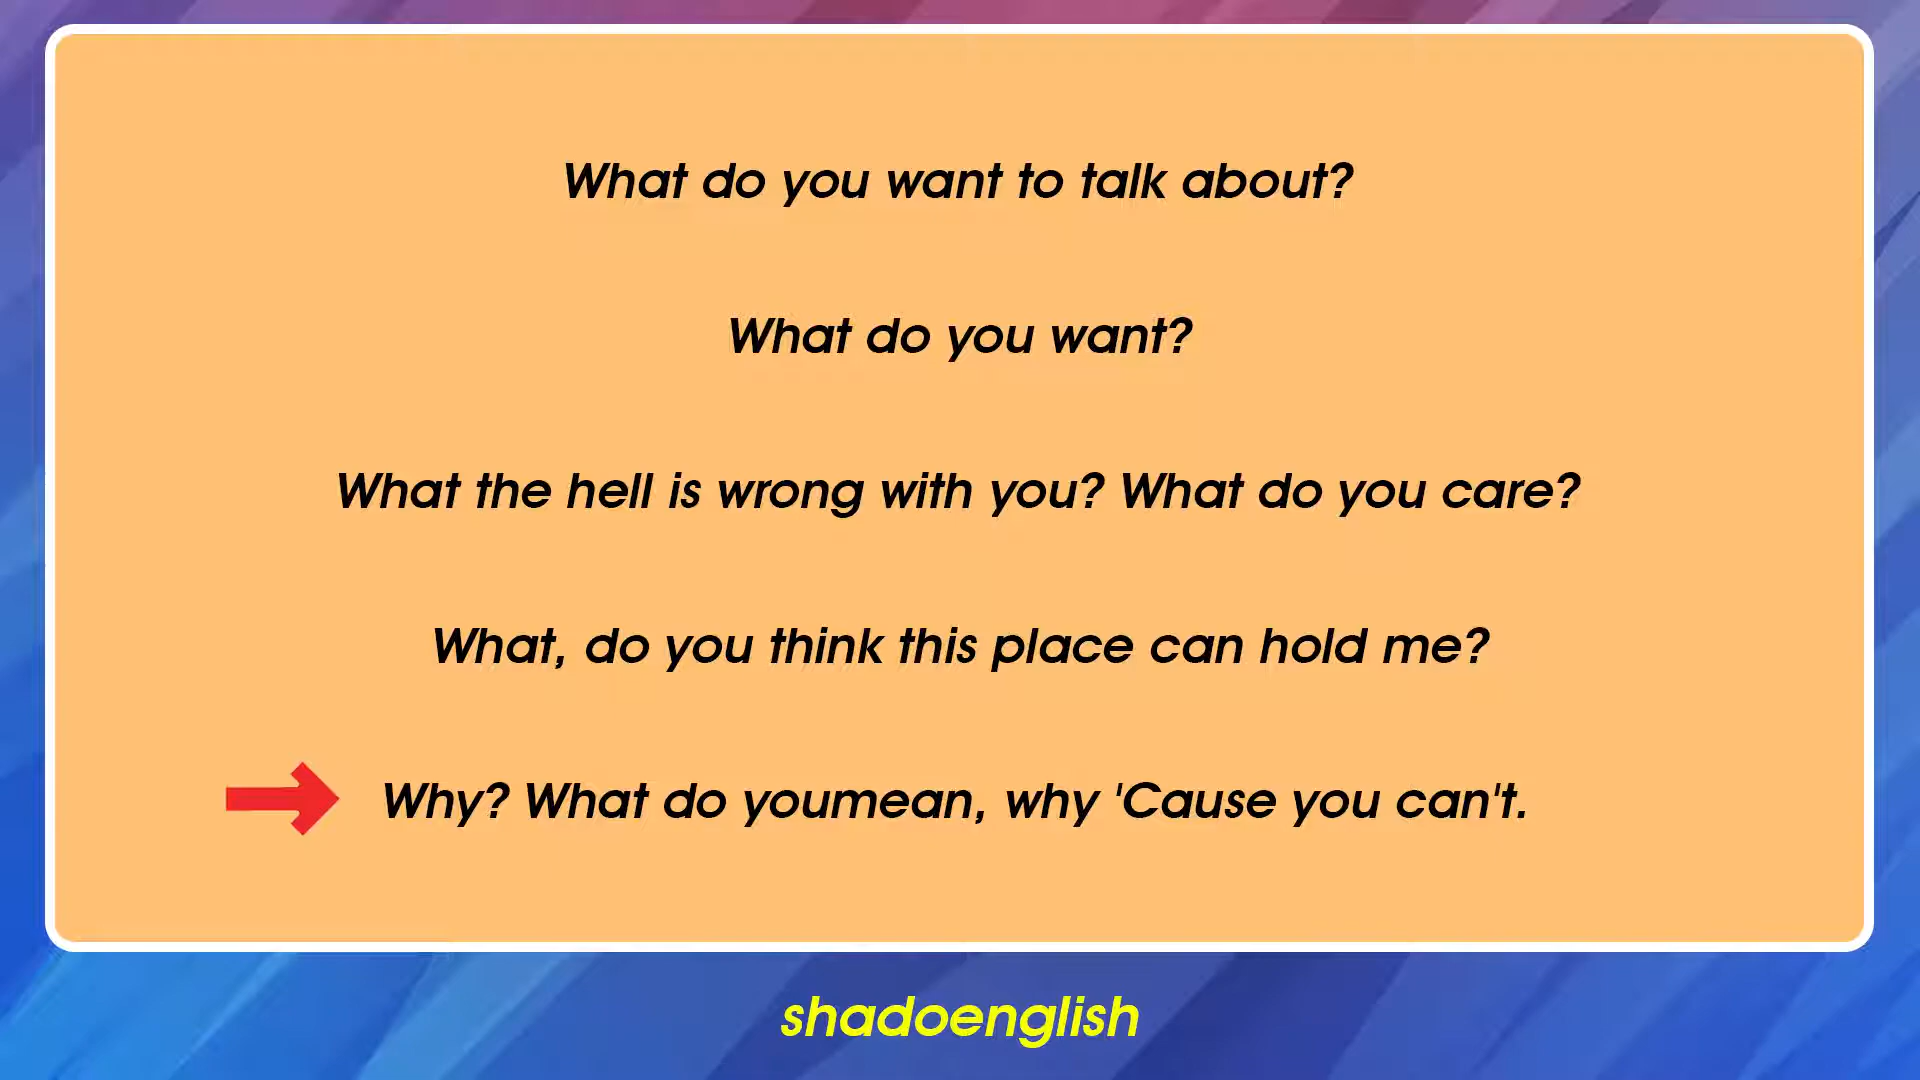 What do you want to talk about?
What do you want?
What the hell is wrong with you? What do you care?
What, do you think this place can hold me?
Why? What do youmean, why 'Cause you can't.
shadoenglish